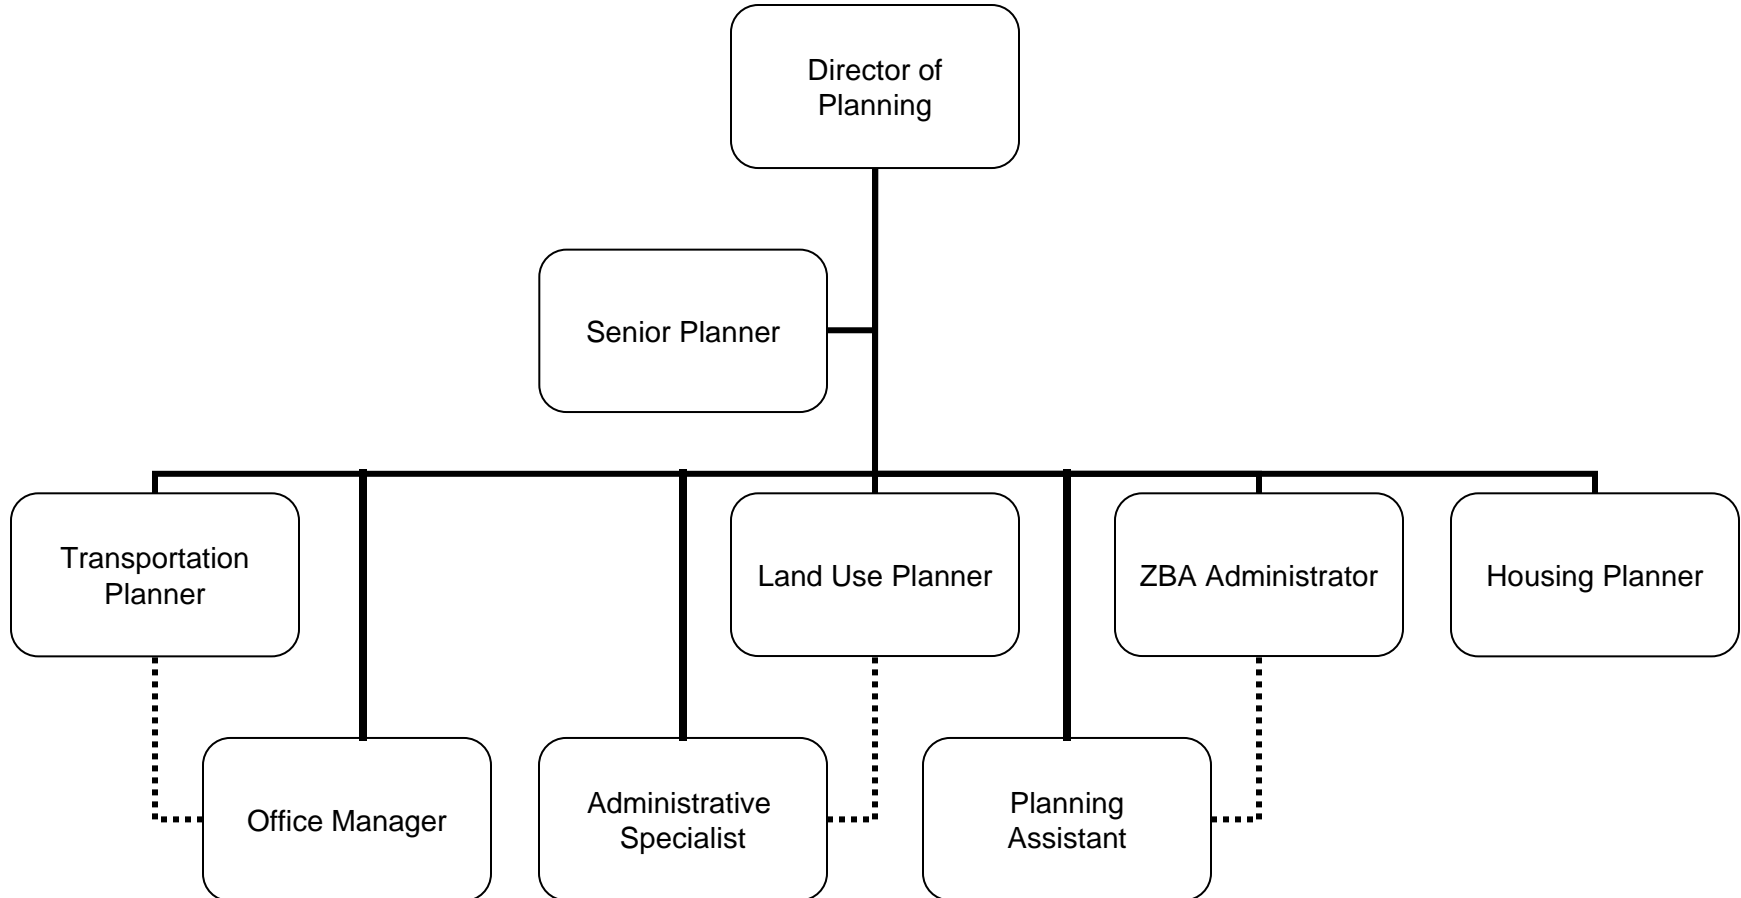 Director of
Planning
Senior Planner
Transportation
Planner
Land Use Planner
ZBA Administrator
Housing Planner
Office Manager
Administrative
Specialist
Planning
Assistant